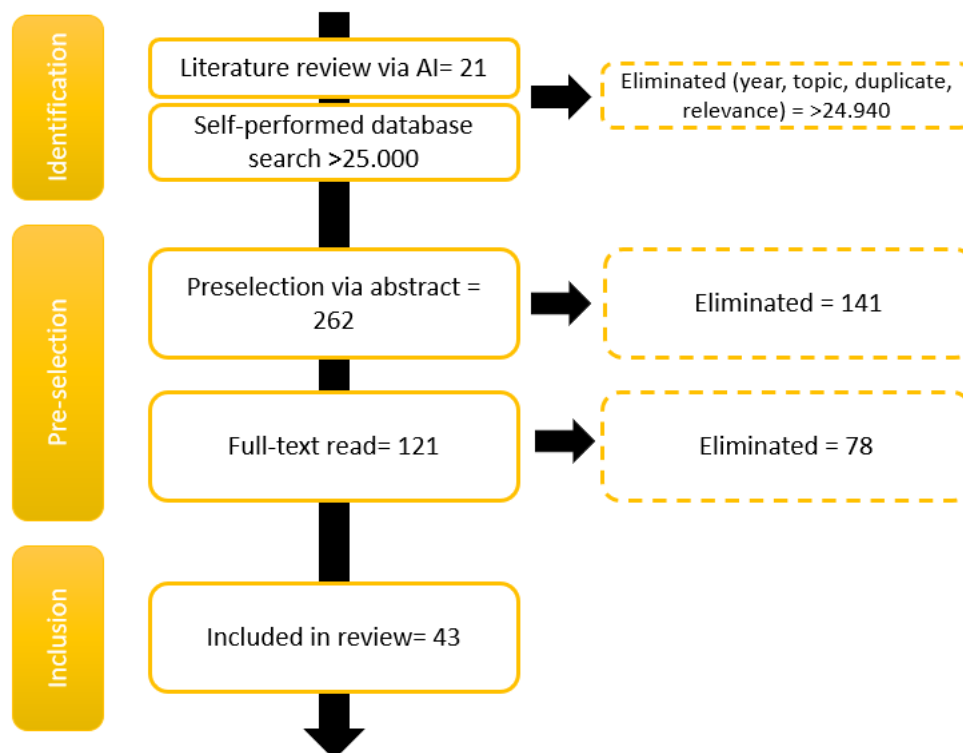 Identification
Literature review via AI= 21
Self-performed database
search >25.000
Eliminated (year, topic, duplicate,
relevance) = >24.940
Pre-selection
Preselection via abstract =
262
Eliminated = 141
Full-text read= 121
Eliminated = 78
Inclusion
Included in review= 43